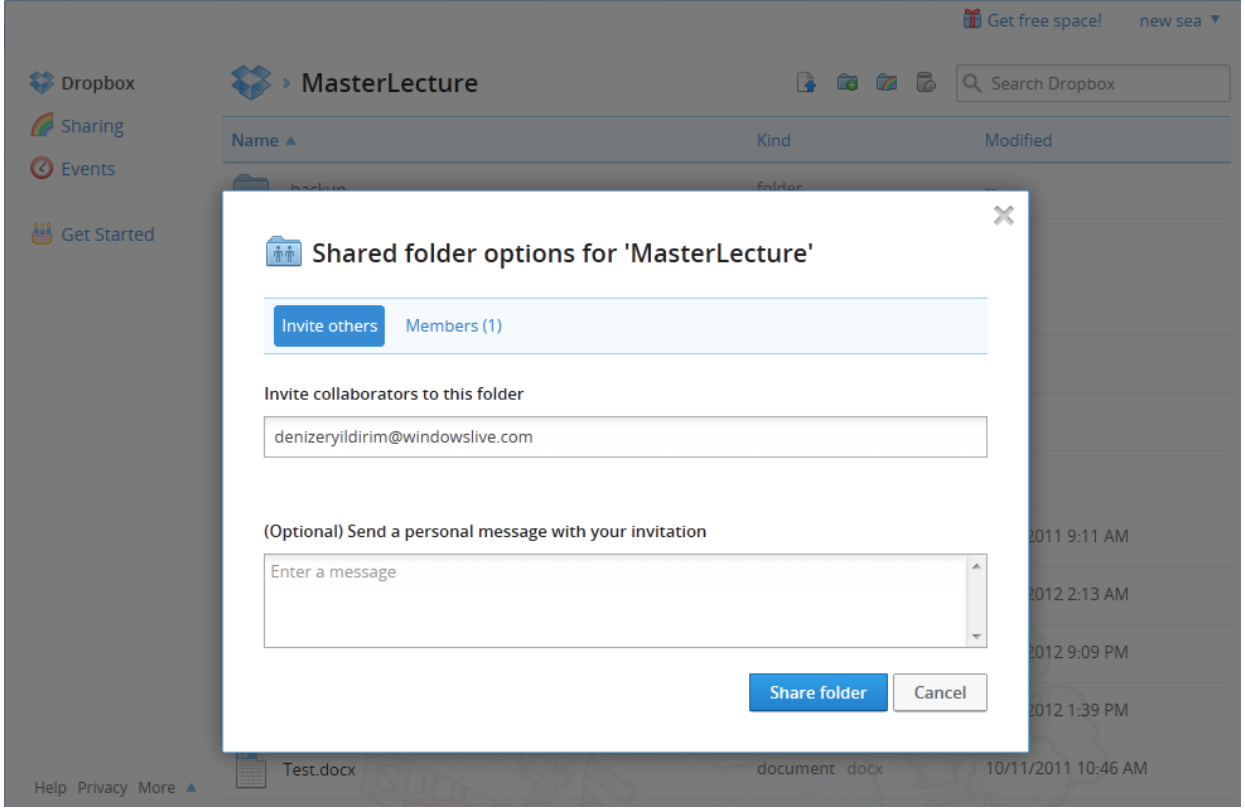 Get free space! new sea ▼
Dropbox
MasterLecture
Search Dropbox
Sharing
Name ▲ Kind Modified
Events
backup folder --
Get Started
Shared folder options for 'MasterLecture'
Invite others Members (1)
Invite collaborators to this folder
denizeryildirim@windowslive.com
(Optional) Send a personal message with your invitation
2011 9:11 AM
Enter a message
2012 2:13 AM
2012 9:09 PM
Share folder Cancel
2012 1:39 PM
Test.docx document docx 10/11/2011 10:46 AM
Help Privacy More ▲